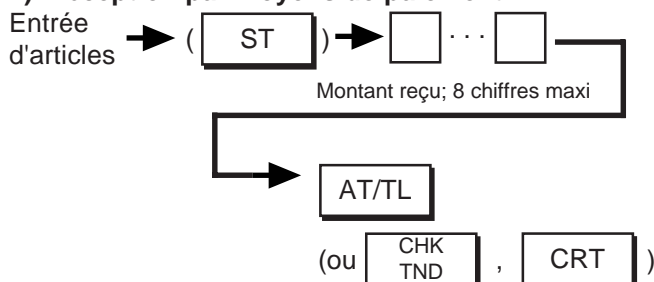 Entrée
d'articles
( ST ) . . .
Montant reçu; 8 chiffres maxi
AT/TL
(ou CHK TND , CRT )